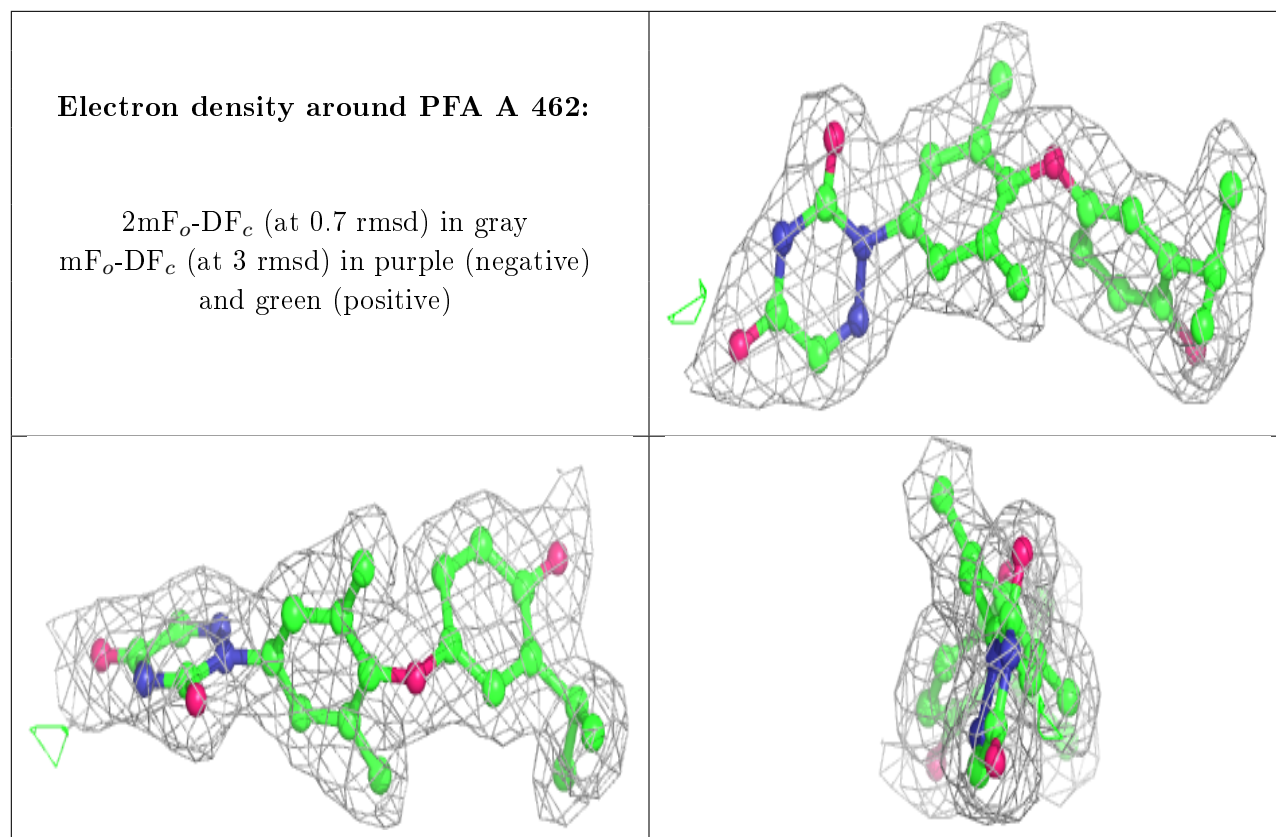 Electron density around PFA A 462:
2mFo-DFc (at 0.7 rmsd) in gray
mFo-DFc (at 3 rmsd) in purple (negative)
and green (positive)